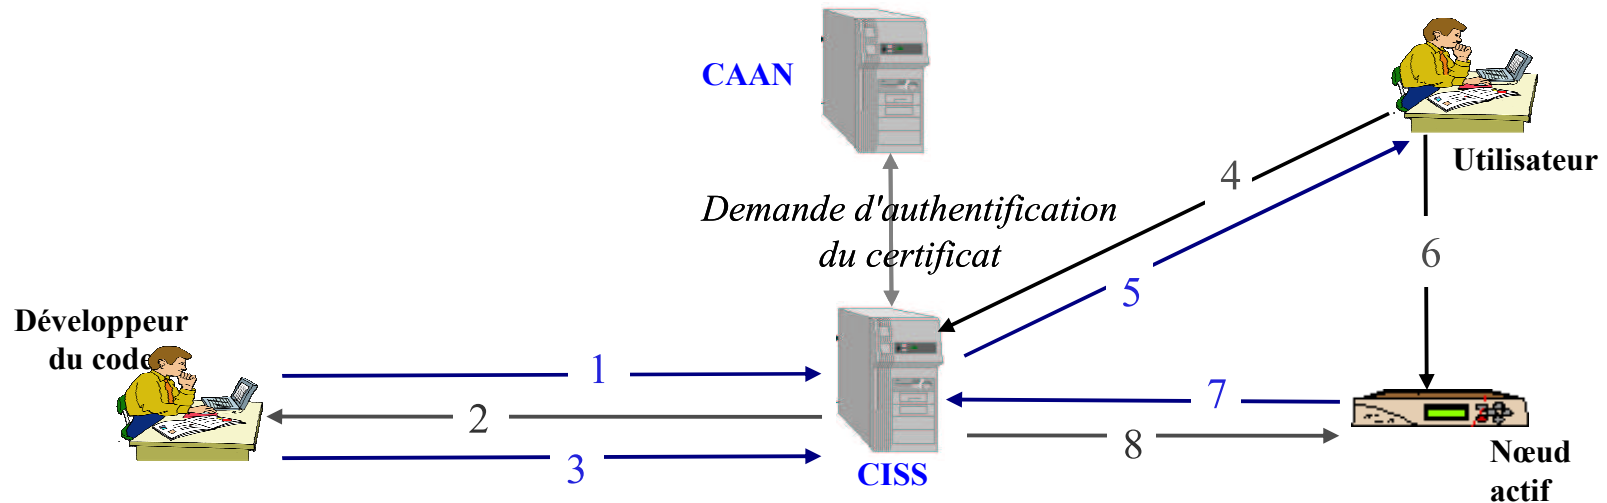 CAAN
Utilisateur
4
Demande d'authentification
du certificat
5
6
Développeur
du code
1
2
3
7
8
CISS
Nœud
actif